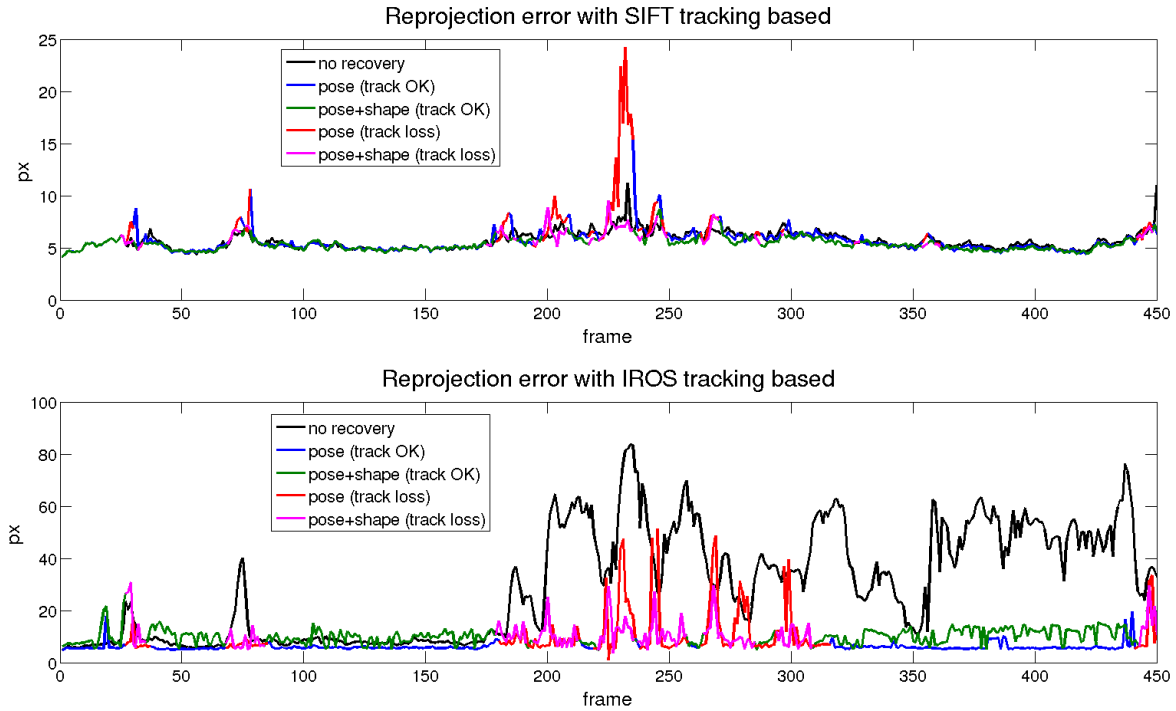 Reprojection error with SIFT tracking based
25
20
15
10
5
0
px
no recovery
pose (track OK)
pose+shape (track OK)
pose (track loss)
pose+shape (track loss)
0 50 100 150 200 250 300 350 400 450
frame
Reprojection error with IROS tracking based
100
80
60
40
20
0
px
no recovery
pose (track OK)
pose+shape (track OK)
pose (track loss)
pose+shape (track loss)
0 50 100 150 200 250 300 350 400 450
frame